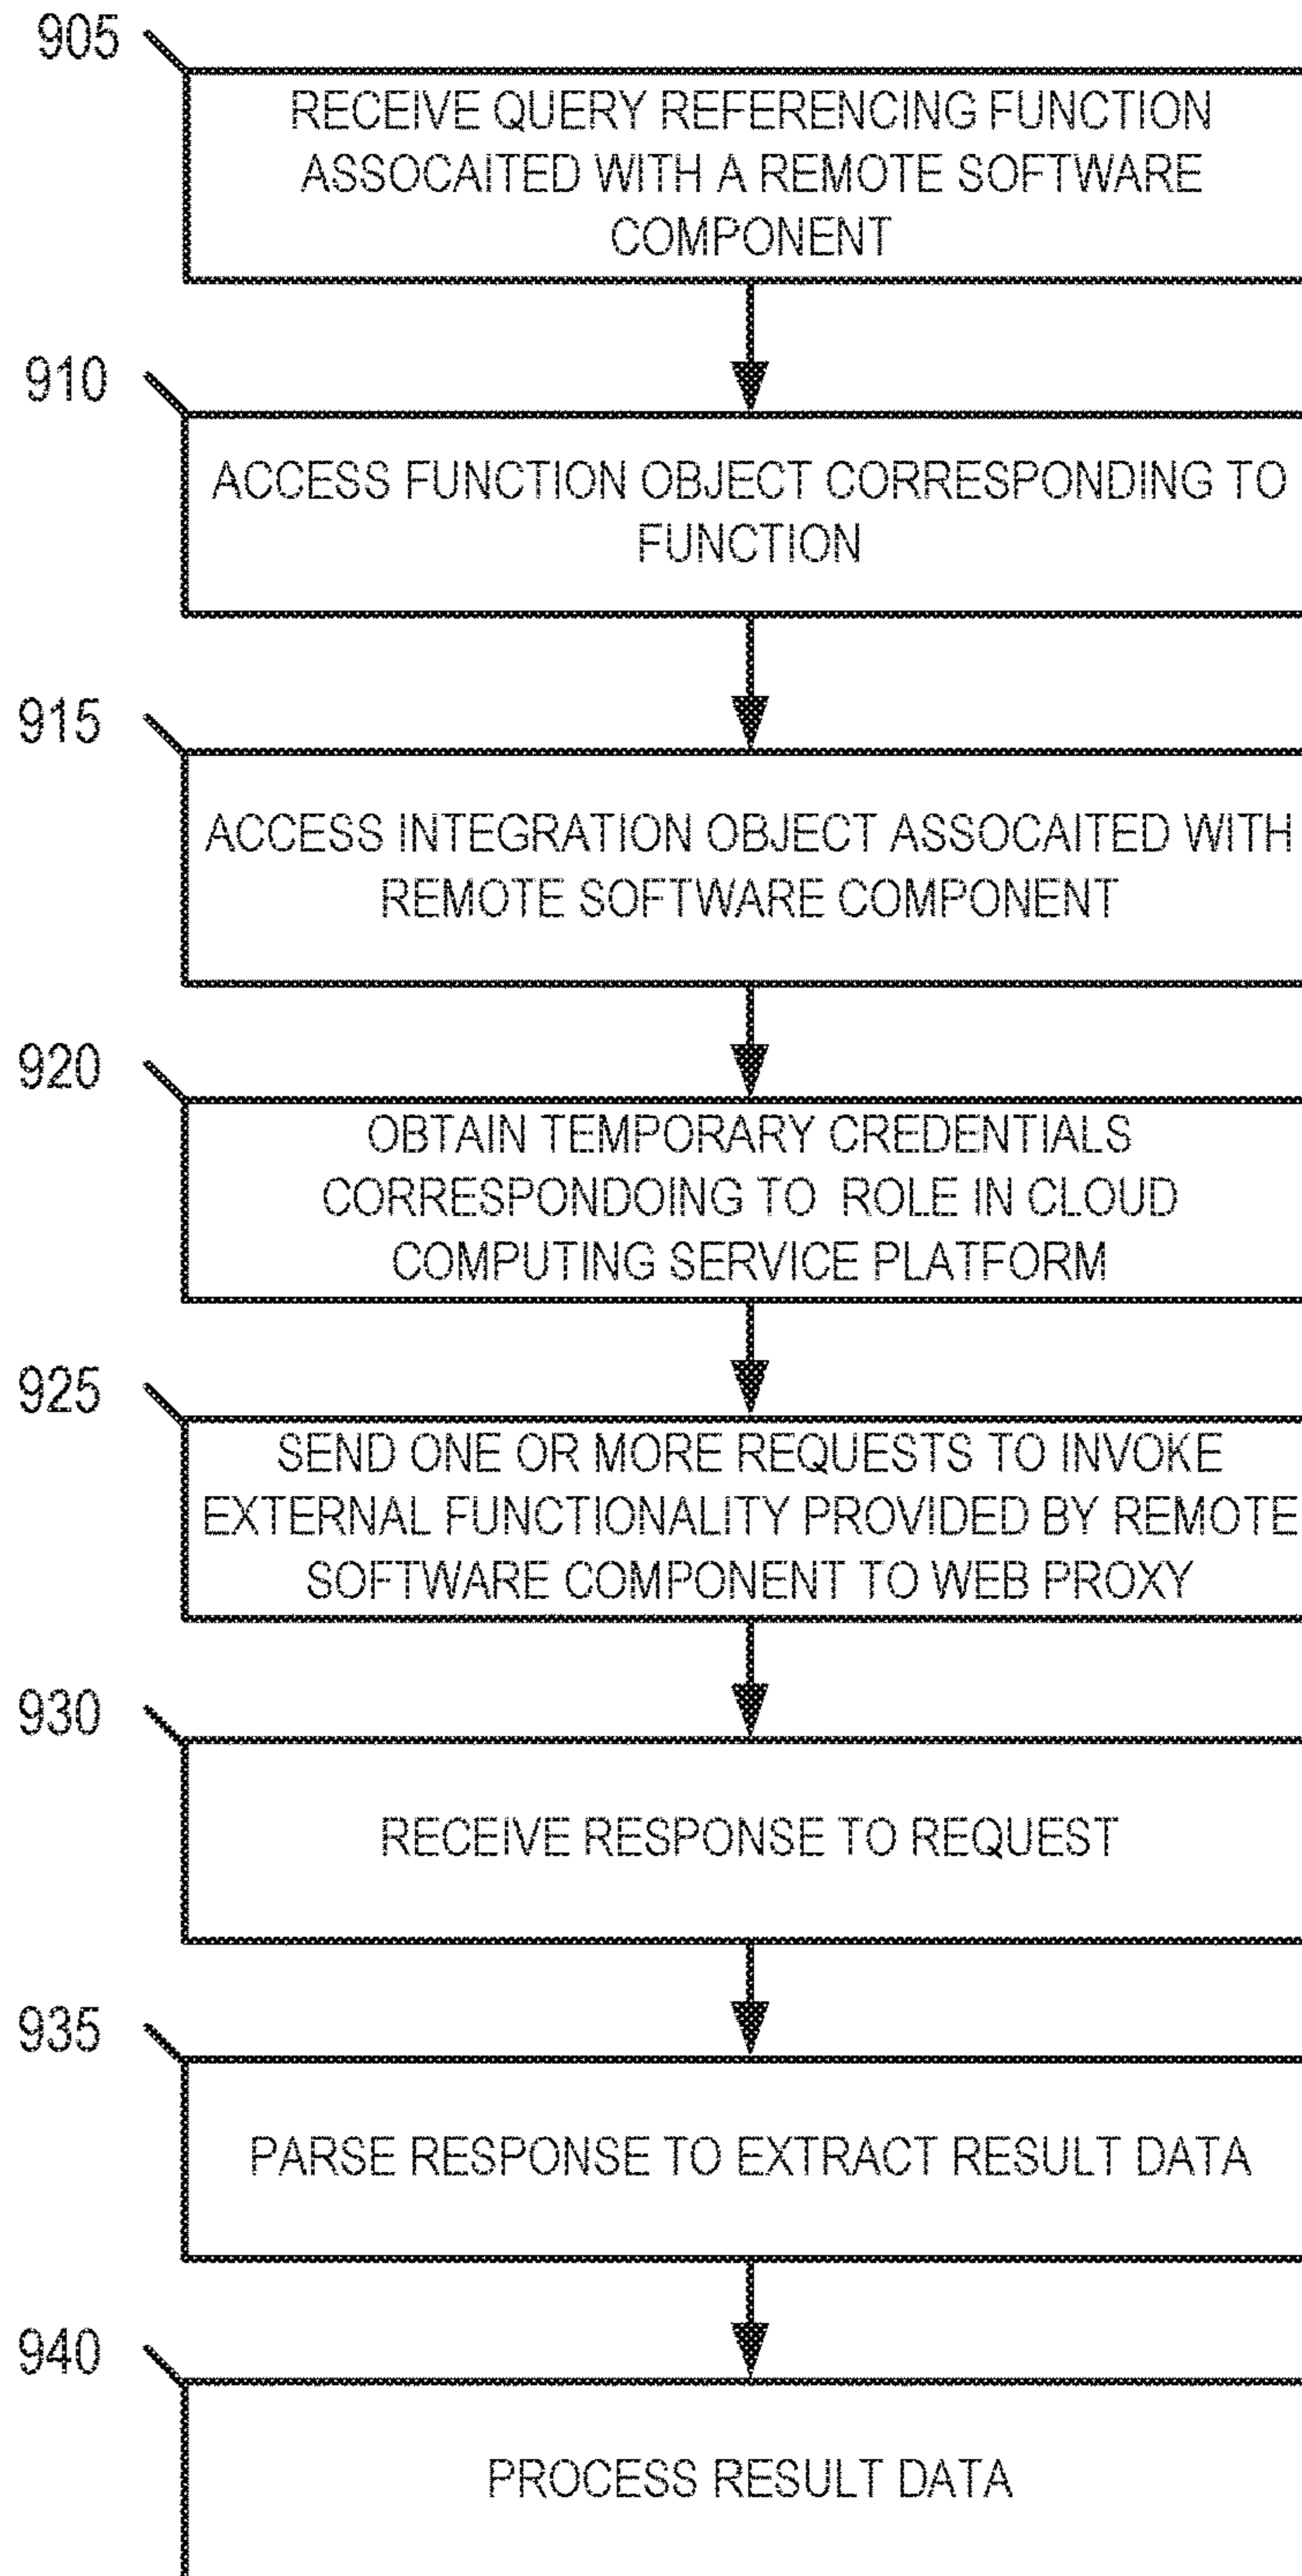 905
RECEIVE QUERY REFERENCING FUNCTION
ASSOCAITED WITH A REMOTE SOFTWARE
COMPONENT
910
ACCESS FUNCTION OBJECT CORRESPONDING TO
FUNCTION
915
ACCESS INTEGRATION OBJECT ASSOCAITED WITH
REMOTE SOFTWARE COMPONENT
920
OBTAIN TEMPORARY CREDENTIALS
CORRESPONDOING TO ROLE IN CLOUD
COMPUTING SERVICE PLATFORM
925
SEND ONE OR MORE REQUESTS TO INVOKE
EXTERNAL FUNCTIONALITY PROVIDED BY REMOTE
SOFTWARE COMPONENT TO WEB PROXY
930
RECEIVE RESPONSE TO REQUEST
935
PARSE RESPONSE TO EXTRACT RESULT DATA
940
PROCESS RESULT DATA